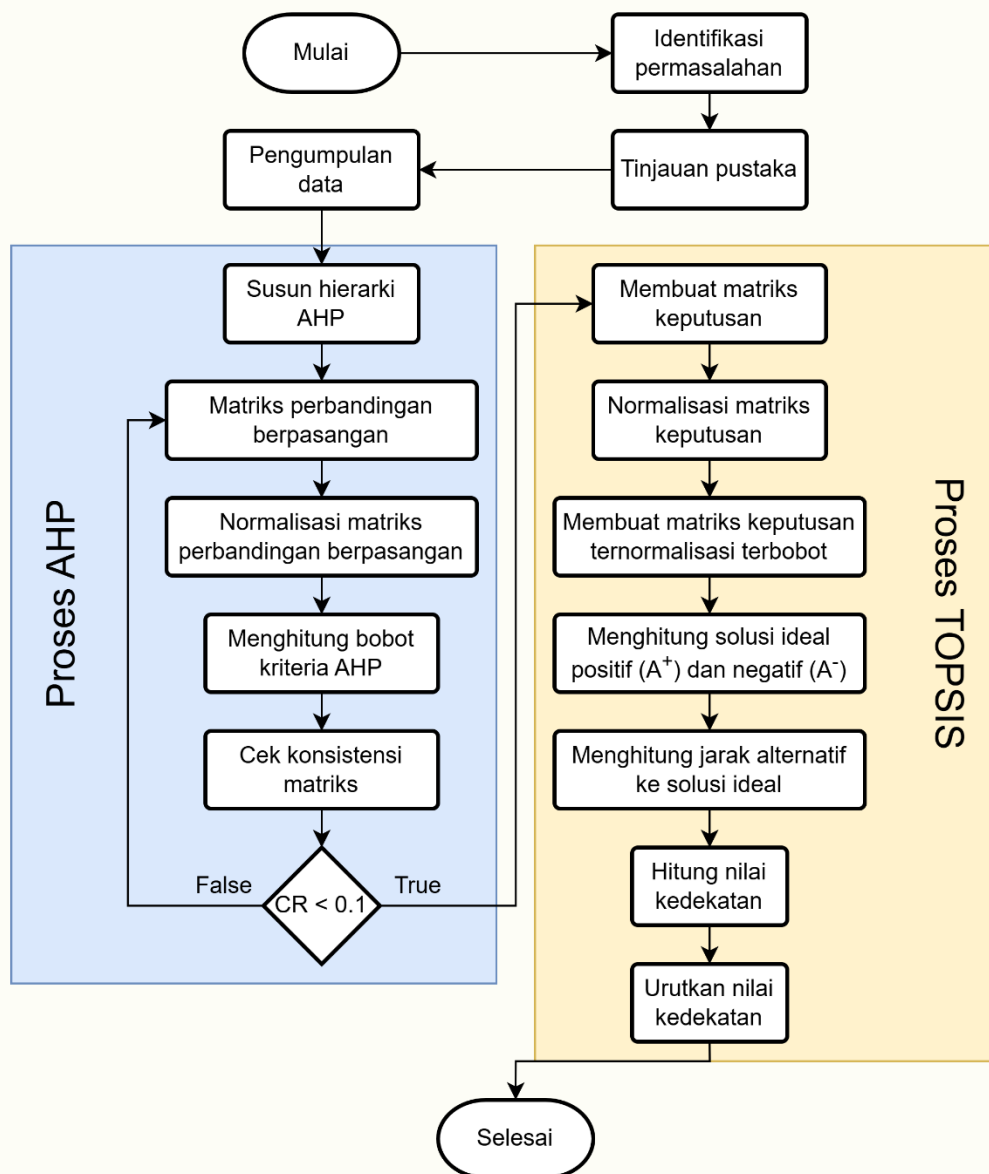 Mulai
Identifikasi
permasalahan
Tinjauan pustaka
Pengumpulan
data
Proses AHP
Susun hierarki
AHP
Matriks perbandingan
berpasangan
Normalisasi matriks
perbandingan berpasangan
Menghitung bobot
kriteria AHP
Cek konsistensi
matriks
CR < 0.1
False
True
Proses TOPSIS
Membuat matriks
keputusan
Normalisasi matriks
keputusan
Membuat matriks keputusan
ternormalisasi terbobot
Menghitung solusi ideal
positif (A⁺) dan negatif (A⁻)
Menghitung jarak alternatif
ke solusi ideal
Hitung nilai
kedekatan
Urutkan nilai
kedekatan
Selesai